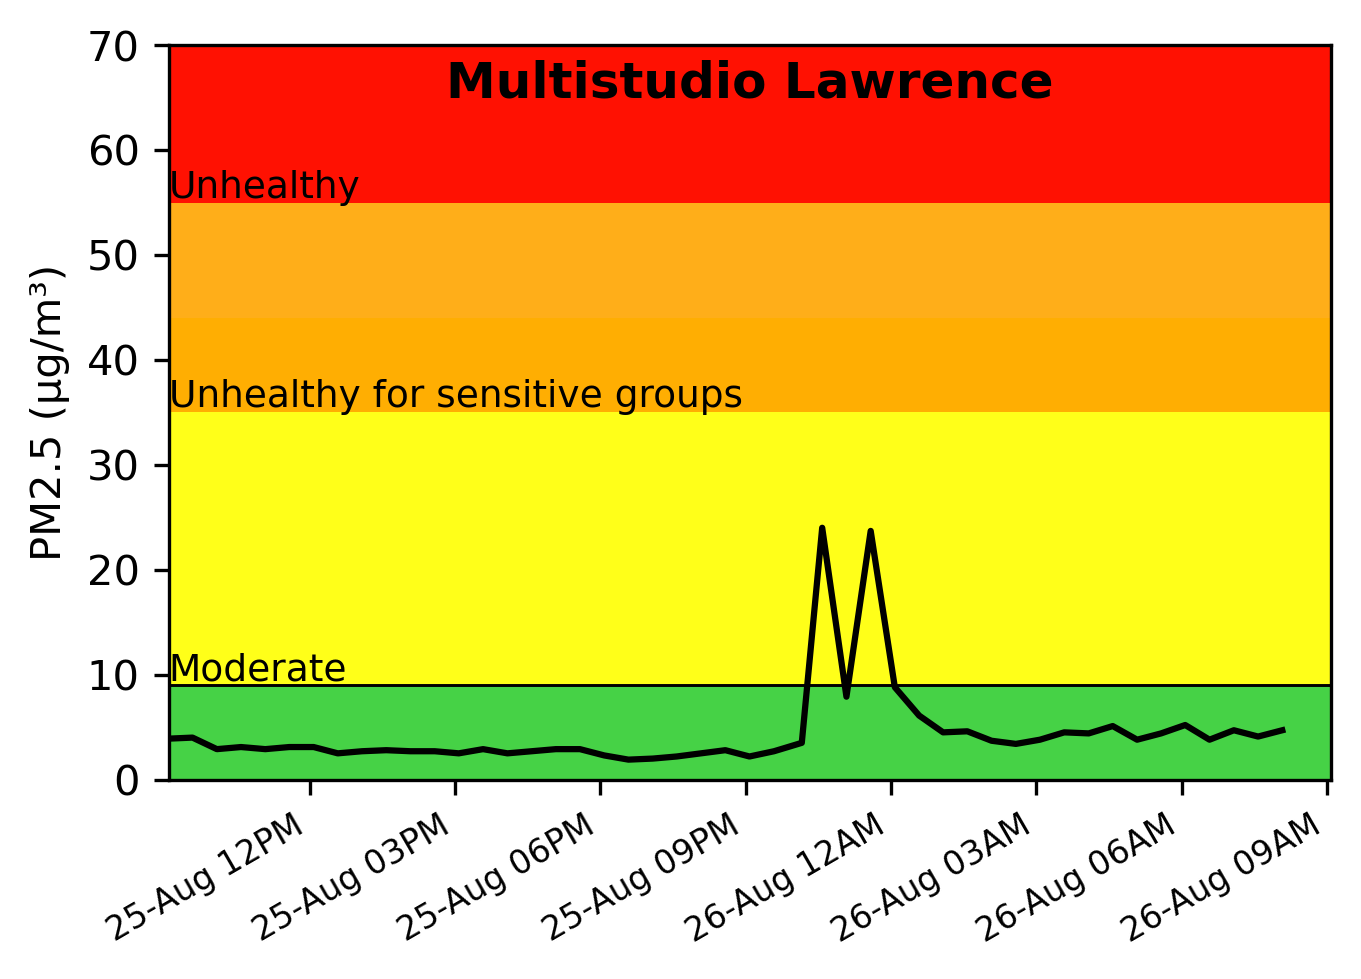 Multistudio Lawrence
70
60
50
40
30
20
10
0
PM2.5 (µg/m³)
Unhealthy
Unhealthy for sensitive groups
Moderate
25-Aug 12PM
25-Aug 03PM
25-Aug 06PM
25-Aug 09PM
26-Aug 12AM
26-Aug 03AM
26-Aug 06AM
26-Aug 09AM